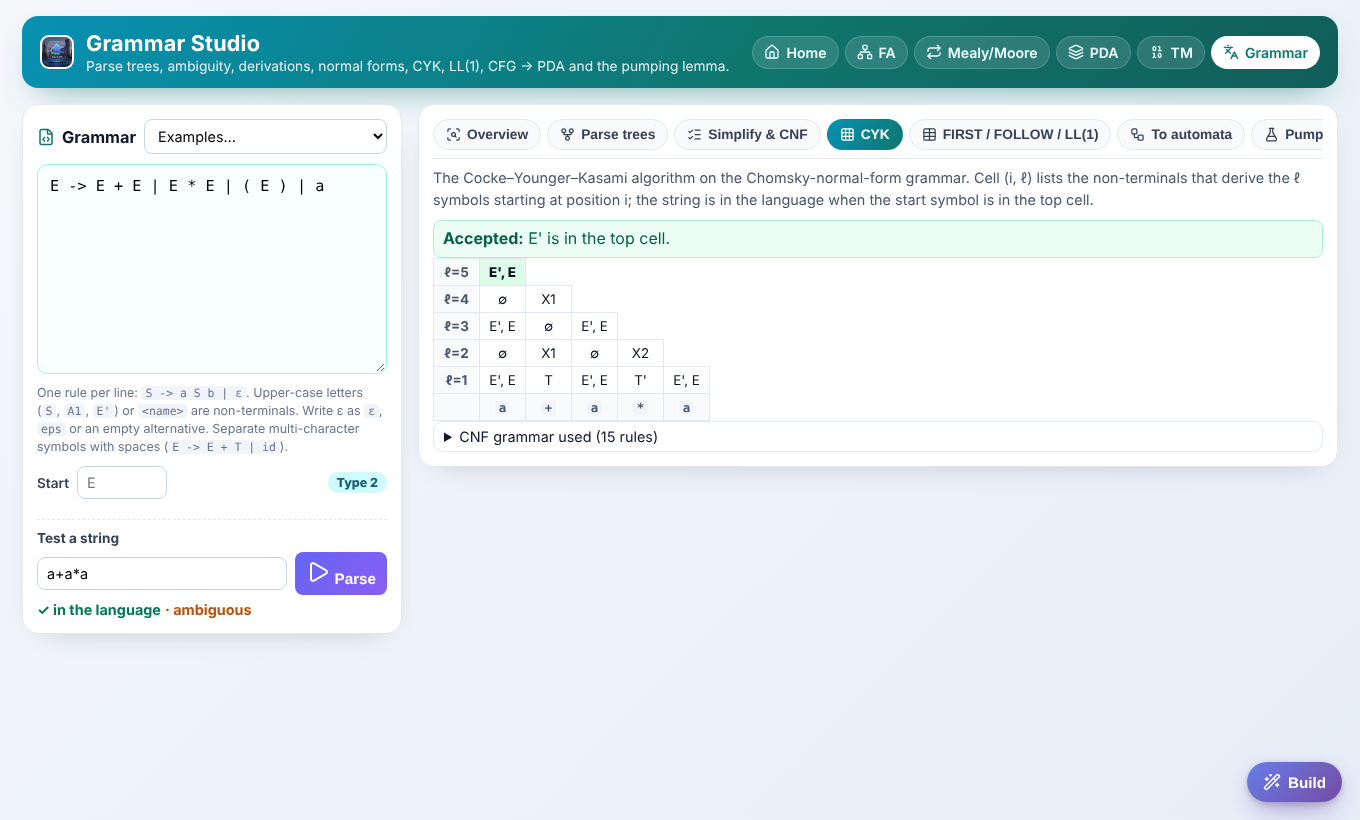 Grammar Studio
Parse trees, ambiguity, derivations, normal forms, CYK, LL(1), CFG → PDA and the pumping lemma.
Home
FA
Mealy/Moore
PDA
TM
Grammar
Grammar
Examples...
E -> E + E | E * E | ( E ) | a
One rule per line: S -> a S b | ε. Upper-case letters
(S, A1, E') or <name> are non-terminals. Write ε as ε,
eps or an empty alternative. Separate multi-character
symbols with spaces (E -> E + T | id).
Start E Type 2
Test a string
a+a*a
Parse
✓ in the language · ambiguous
Overview
Parse trees
Simplify & CNF
CYK
FIRST / FOLLOW / LL(1)
To automata
Pump
The Cocke–Younger–Kasami algorithm on the Chomsky-normal-form grammar. Cell (i, ℓ) lists the non-terminals that derive the ℓ
symbols starting at position i; the string is in the language when the start symbol is in the top cell.
Accepted: E' is in the top cell.
ℓ=5 E', E
ℓ=4 ∅ X1
ℓ=3 E', E ∅ E', E
ℓ=2 ∅ X1 ∅ X2
ℓ=1 E', E T E', E T' E', E
a + a * a
CNF grammar used (15 rules)
Build